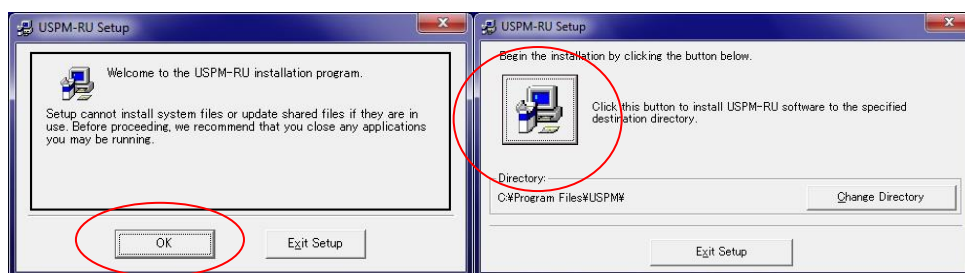 USPM-RU Setup
Welcome to the USPM-RU installation program.
Setup cannot install system files or update shared files if they are in
use. Before proceeding, we recommend that you close any applications
you may be running.
OK
Exit Setup
USPM-RU Setup
Begin the installation by clicking the button below.
Click this button to install USPM-RU software to the specified
destination directory.
Directory:
C:¥Program Files¥USPM¥
Change Directory
Exit Setup